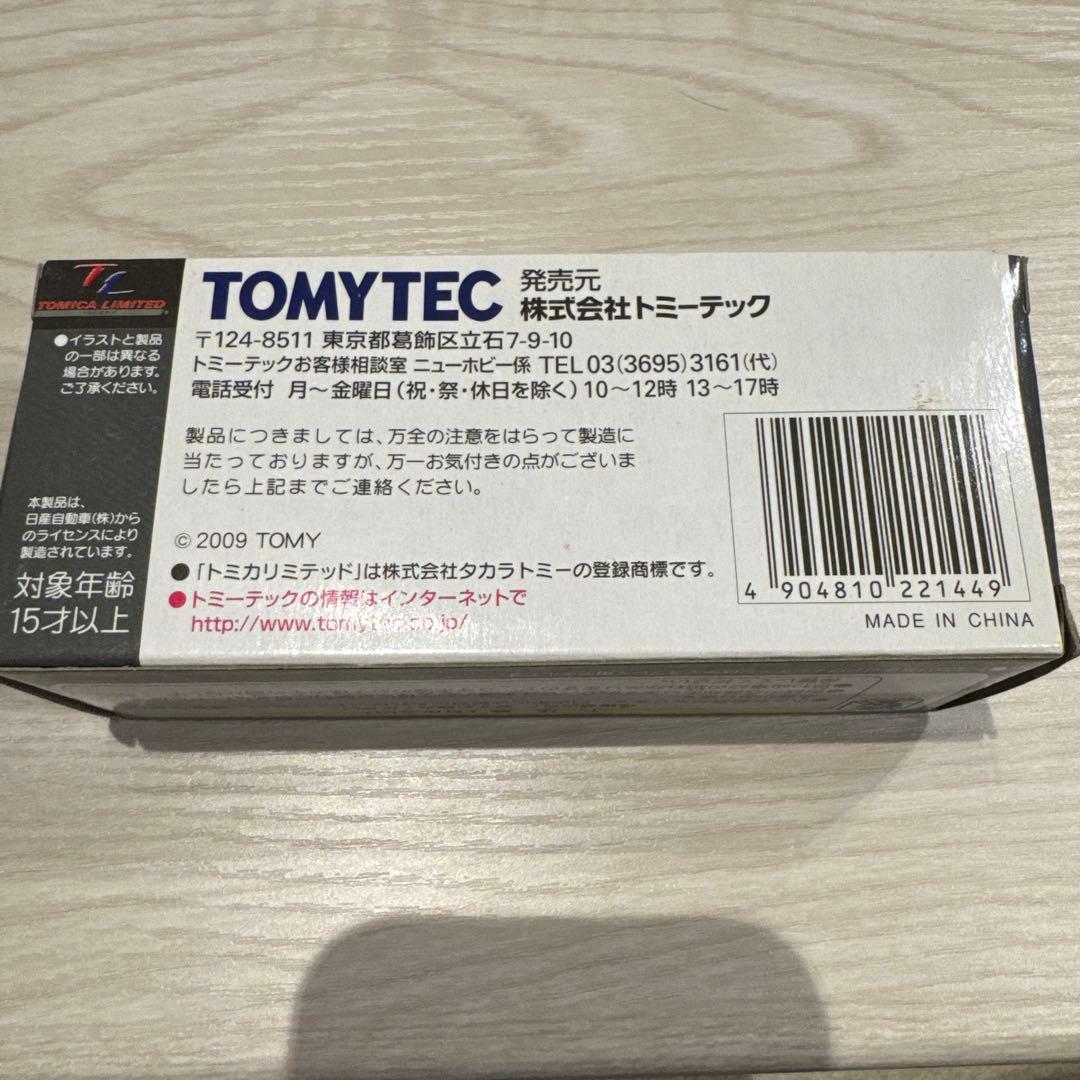 TL
TOMICA LIMITED
●イラストと製品
の一部は異なる
場合があります。
ご了承ください。
本製品は、
日産自動車(株)から
のライセンスにより
製造されています。
対象年齢
15才以上
TOMYTEC
発売元
株式会社トミーテック
〒124-8511 東京都葛飾区立石7-9-10
トミーテックお客様相談室 ニューホビー係 TEL 03(3695)3161(代)
電話受付 月〜金曜日(祝・祭・休日を除く)10〜12時 13〜17時
製品につきましては、万全の注意をはらって製造に
当たっておりますが、万一お気付きの点がございま
したら上記までご連絡ください。
© 2009 TOMY
●「トミカリミテッド」は株式会社タカラトミーの登録商標です。
●トミーテックの情報はインターネットで
http://www.tomytec.co.jp/
4 904810 221449
MADE IN CHINA